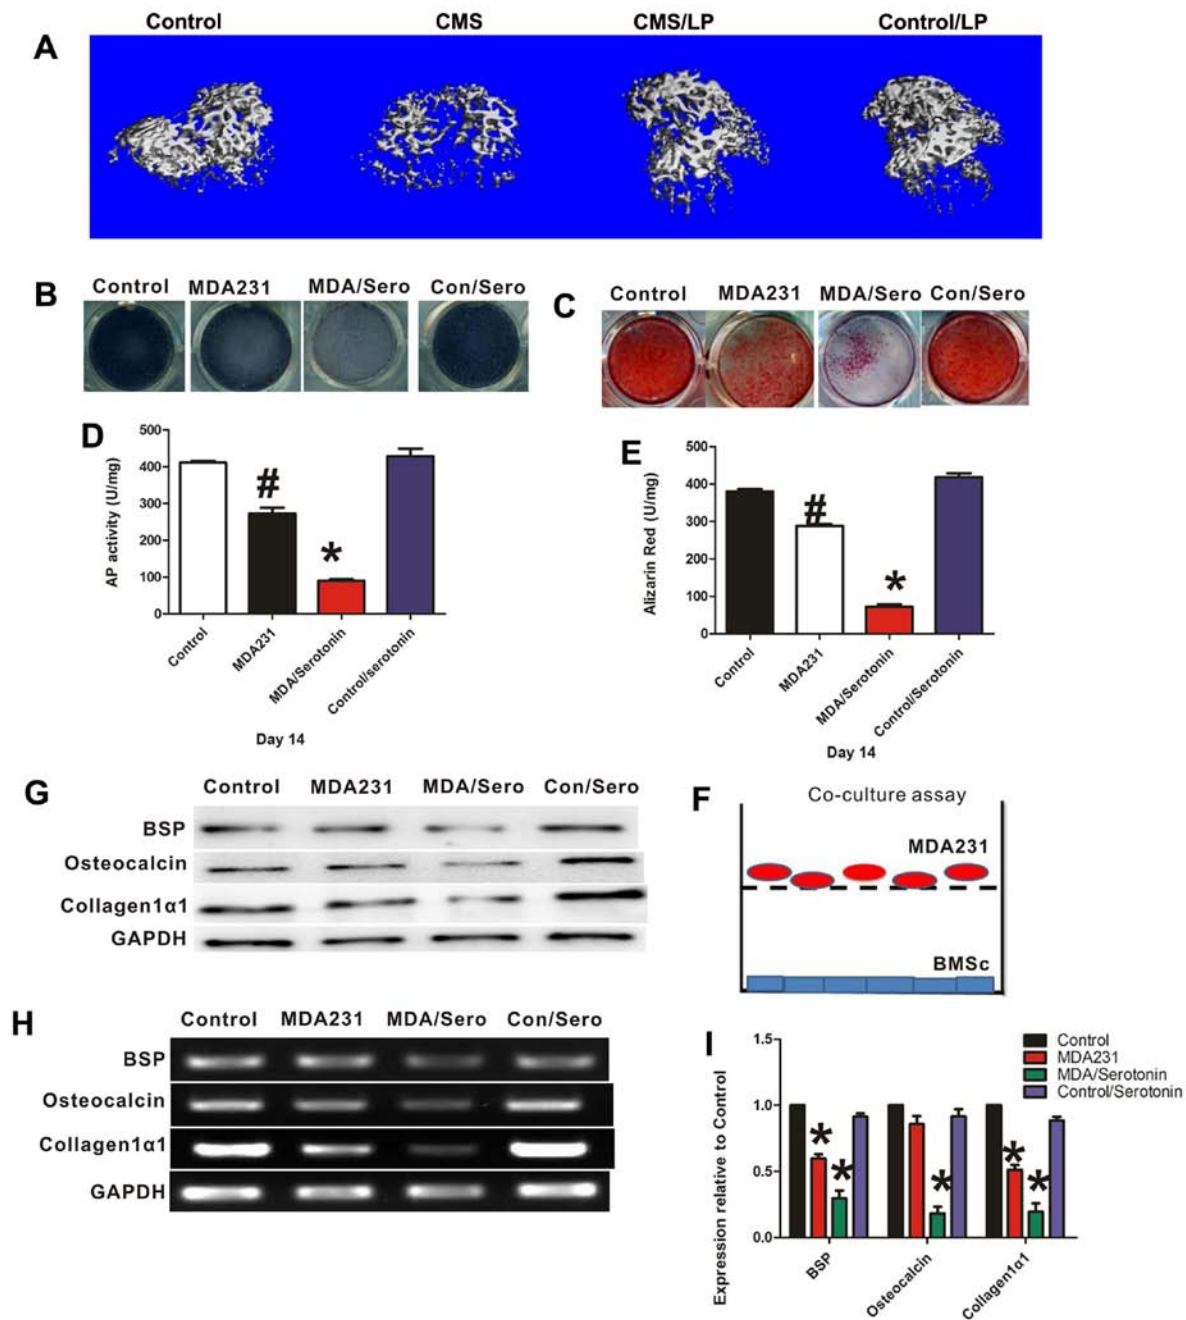 Control CMS CMS/LP Control/LP
A
B
Control MDA231 MDA/Sero Con/Sero
C
Control MDA231 MDA/Sero Con/Sero
D
AP activity (U/mg)
500
400
300
200
100
0
#
*
Control
MDA231
MDA/Serotonin
Control/serotonin
Day 14
E
Alizarin Red (U/mg)
500
400
300
200
100
0
#
*
Control
MDA231
MDA/Serotonin
Control/Serotonin
Day 14
G
Control MDA231 MDA/Sero Con/Sero
BSP
Osteocalcin
Collagen1α1
GAPDH
F
Co-culture assay
MDA231
BMSc
H
Control MDA231 MDA/Sero Con/Sero
BSP
Osteocalcin
Collagen1α1
GAPDH
I
Expression relative to Control
1.5
1.0
0.5
0.0
Control
MDA231
MDA/Serotonin
Control/Serotonin
* * * * *
BSP
Osteocalcin
Collagen1α1